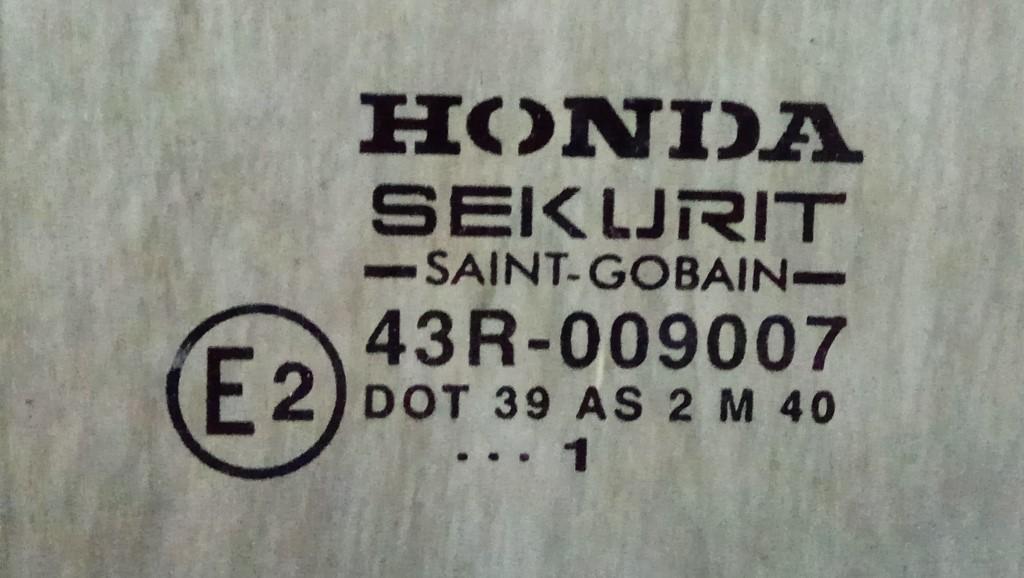 HONDA
SEKURIT
—SAINT-GOBAIN—
E2 43R-009007
DOT 39 AS 2 M 40
... 1